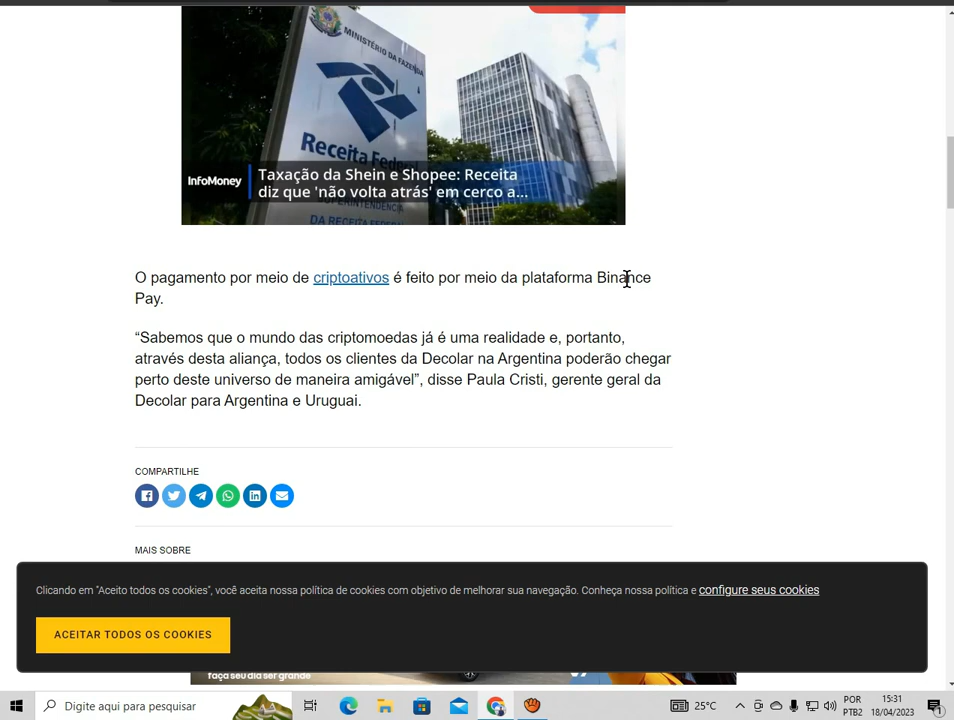 MINISTÉRIO DA FAZENDA
Receita Federal
InfoMoney
Taxação da Shein e Shopee: Receita
diz que 'não volta atrás' em cerco a...
SUPERINTENDÊNCIA
DA RECEITA FEDERAL
O pagamento por meio de criptoativos é feito por meio da plataforma Binance
Pay.
“Sabemos que o mundo das criptomoedas já é uma realidade e, portanto,
através desta aliança, todos os clientes da Decolar na Argentina poderão chegar
perto deste universo de maneira amigável”, disse Paula Cristi, gerente geral da
Decolar para Argentina e Uruguai.
COMPARTILHE
MAIS SOBRE
Clicando em "Aceito todos os cookies", você aceita nossa política de cookies com objetivo de melhorar sua navegação. Conheça nossa política e configure seus cookies
ACEITAR TODOS OS COOKIES
faça seu dia ser grande
Digite aqui para pesquisar
25°C
POR
PTB2
15:31
18/04/2023
1